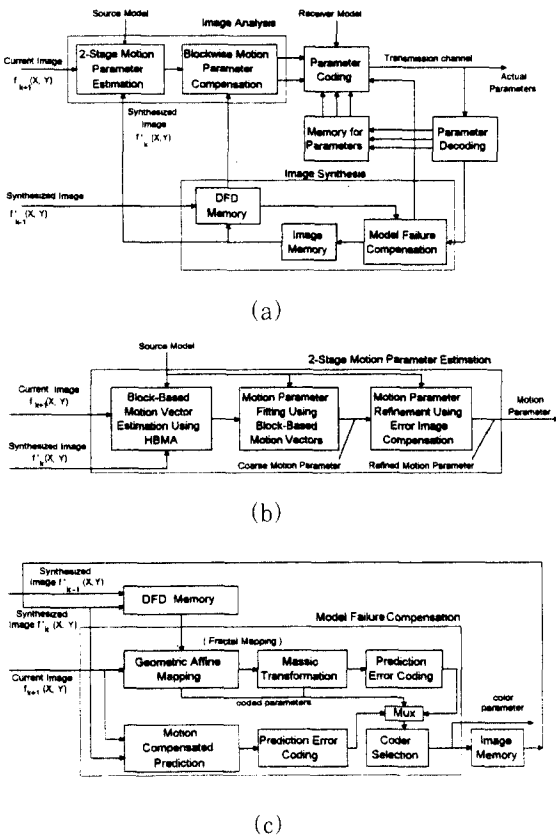 Source Model
Receiver Model
Image Analysis
Current Image
f k+1 (X, Y)
2-Stage Motion
Parameter
Estimation
Blockwise Motion
Parameter
Compensation
Parameter
Coding
Transmission channel
Actual
Parameters
Synthesized
Image
f'k (X,Y)
Memory for
Parameters
Parameter
Decoding
Image Synthesis
Synthesized Image
f'k-1 (X, Y)
DFD
Memory
Image
Memory
Model Failure
Compensation
(a)
Source Model
2-Stage Motion Parameter Estimation
Current Image
f k+1 (X, Y)
Synthesized Image
f'k (X, Y)
Block-Based
Motion Vector
Estimation Using
HBMA
Motion Parameter
Fitting Using
Block-Based
Motion Vectors
Motion Parameter
Refinement Using
Error Image
Compensation
Motion
Parameter
Coarse Motion Parameter
Refined Motion Parameter
(b)
Synthesized
Image f'k-1 (X,Y)
Synthesized
Image f'k (X, Y)
DFD Memory
Model Failure Compensation
( Fractal Mapping )
Current Image
f k+1 (X, Y)
Geometric Affine
Mapping
Massic
Transformation
Prediction
Error Coding
coded parameters
Mux
color
parameter
Motion
Compensated
Prediction
Prediction Error
Coding
Coder
Selection
Image
Memory
(c)